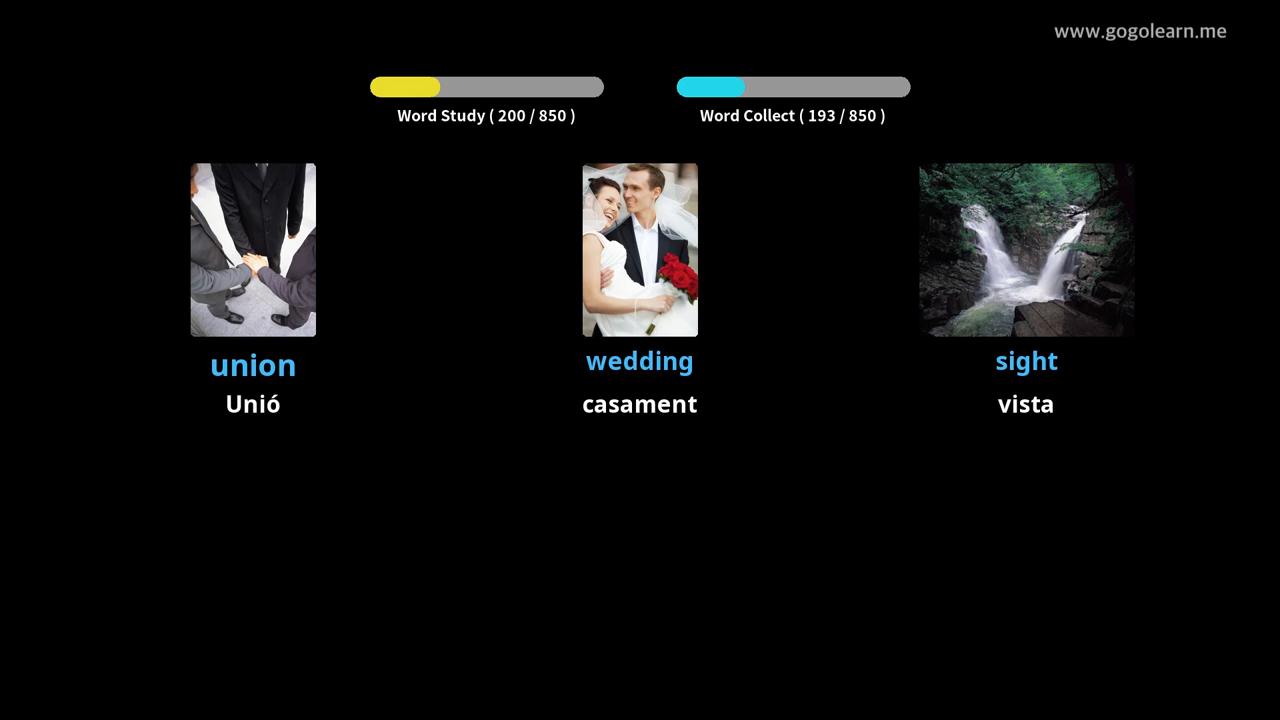 www.gogolearn.me
Word Study ( 200 / 850 )
Word Collect ( 193 / 850 )
union
wedding
sight
Unió
casament
vista